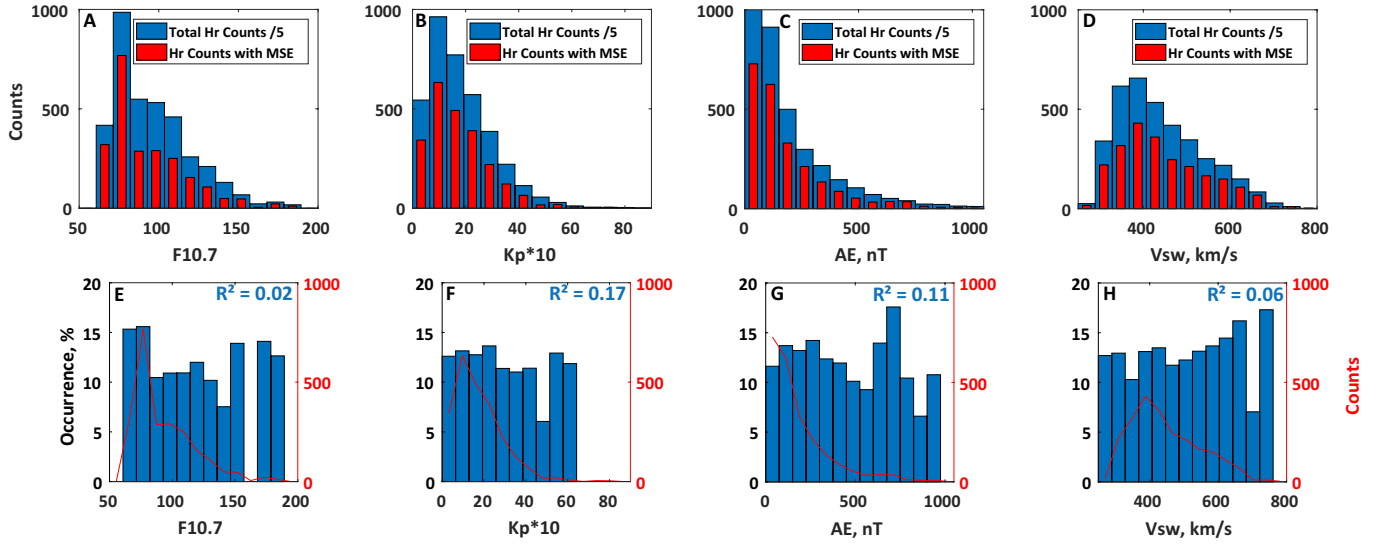 A
Total Hr Counts /5
Hr Counts with MSE
1000
500
0
Counts
100
150
200
F10.7
B
Total Hr Counts /5
Hr Counts with MSE
1000
500
0
0
20
40
60
80
Kp*10
C
Total Hr Counts /5
Hr Counts with MSE
1000
500
0
0
500
1000
AE, nT
D
Total Hr Counts /5
Hr Counts with MSE
1000
500
0
400
600
800
Vsw, km/s
E
R² = 0.02
20
15
10
5
0
Occurrence, %
1000
500
0
50
100
150
200
F10.7
F
R² = 0.17
20
15
10
5
0
1000
500
0
0
20
40
60
80
Kp*10
G
R² = 0.11
20
15
10
5
0
1000
500
0
0
500
1000
AE, nT
H
R² = 0.06
20
15
10
5
0
1000
500
0
Counts
400
600
800
Vsw, km/s